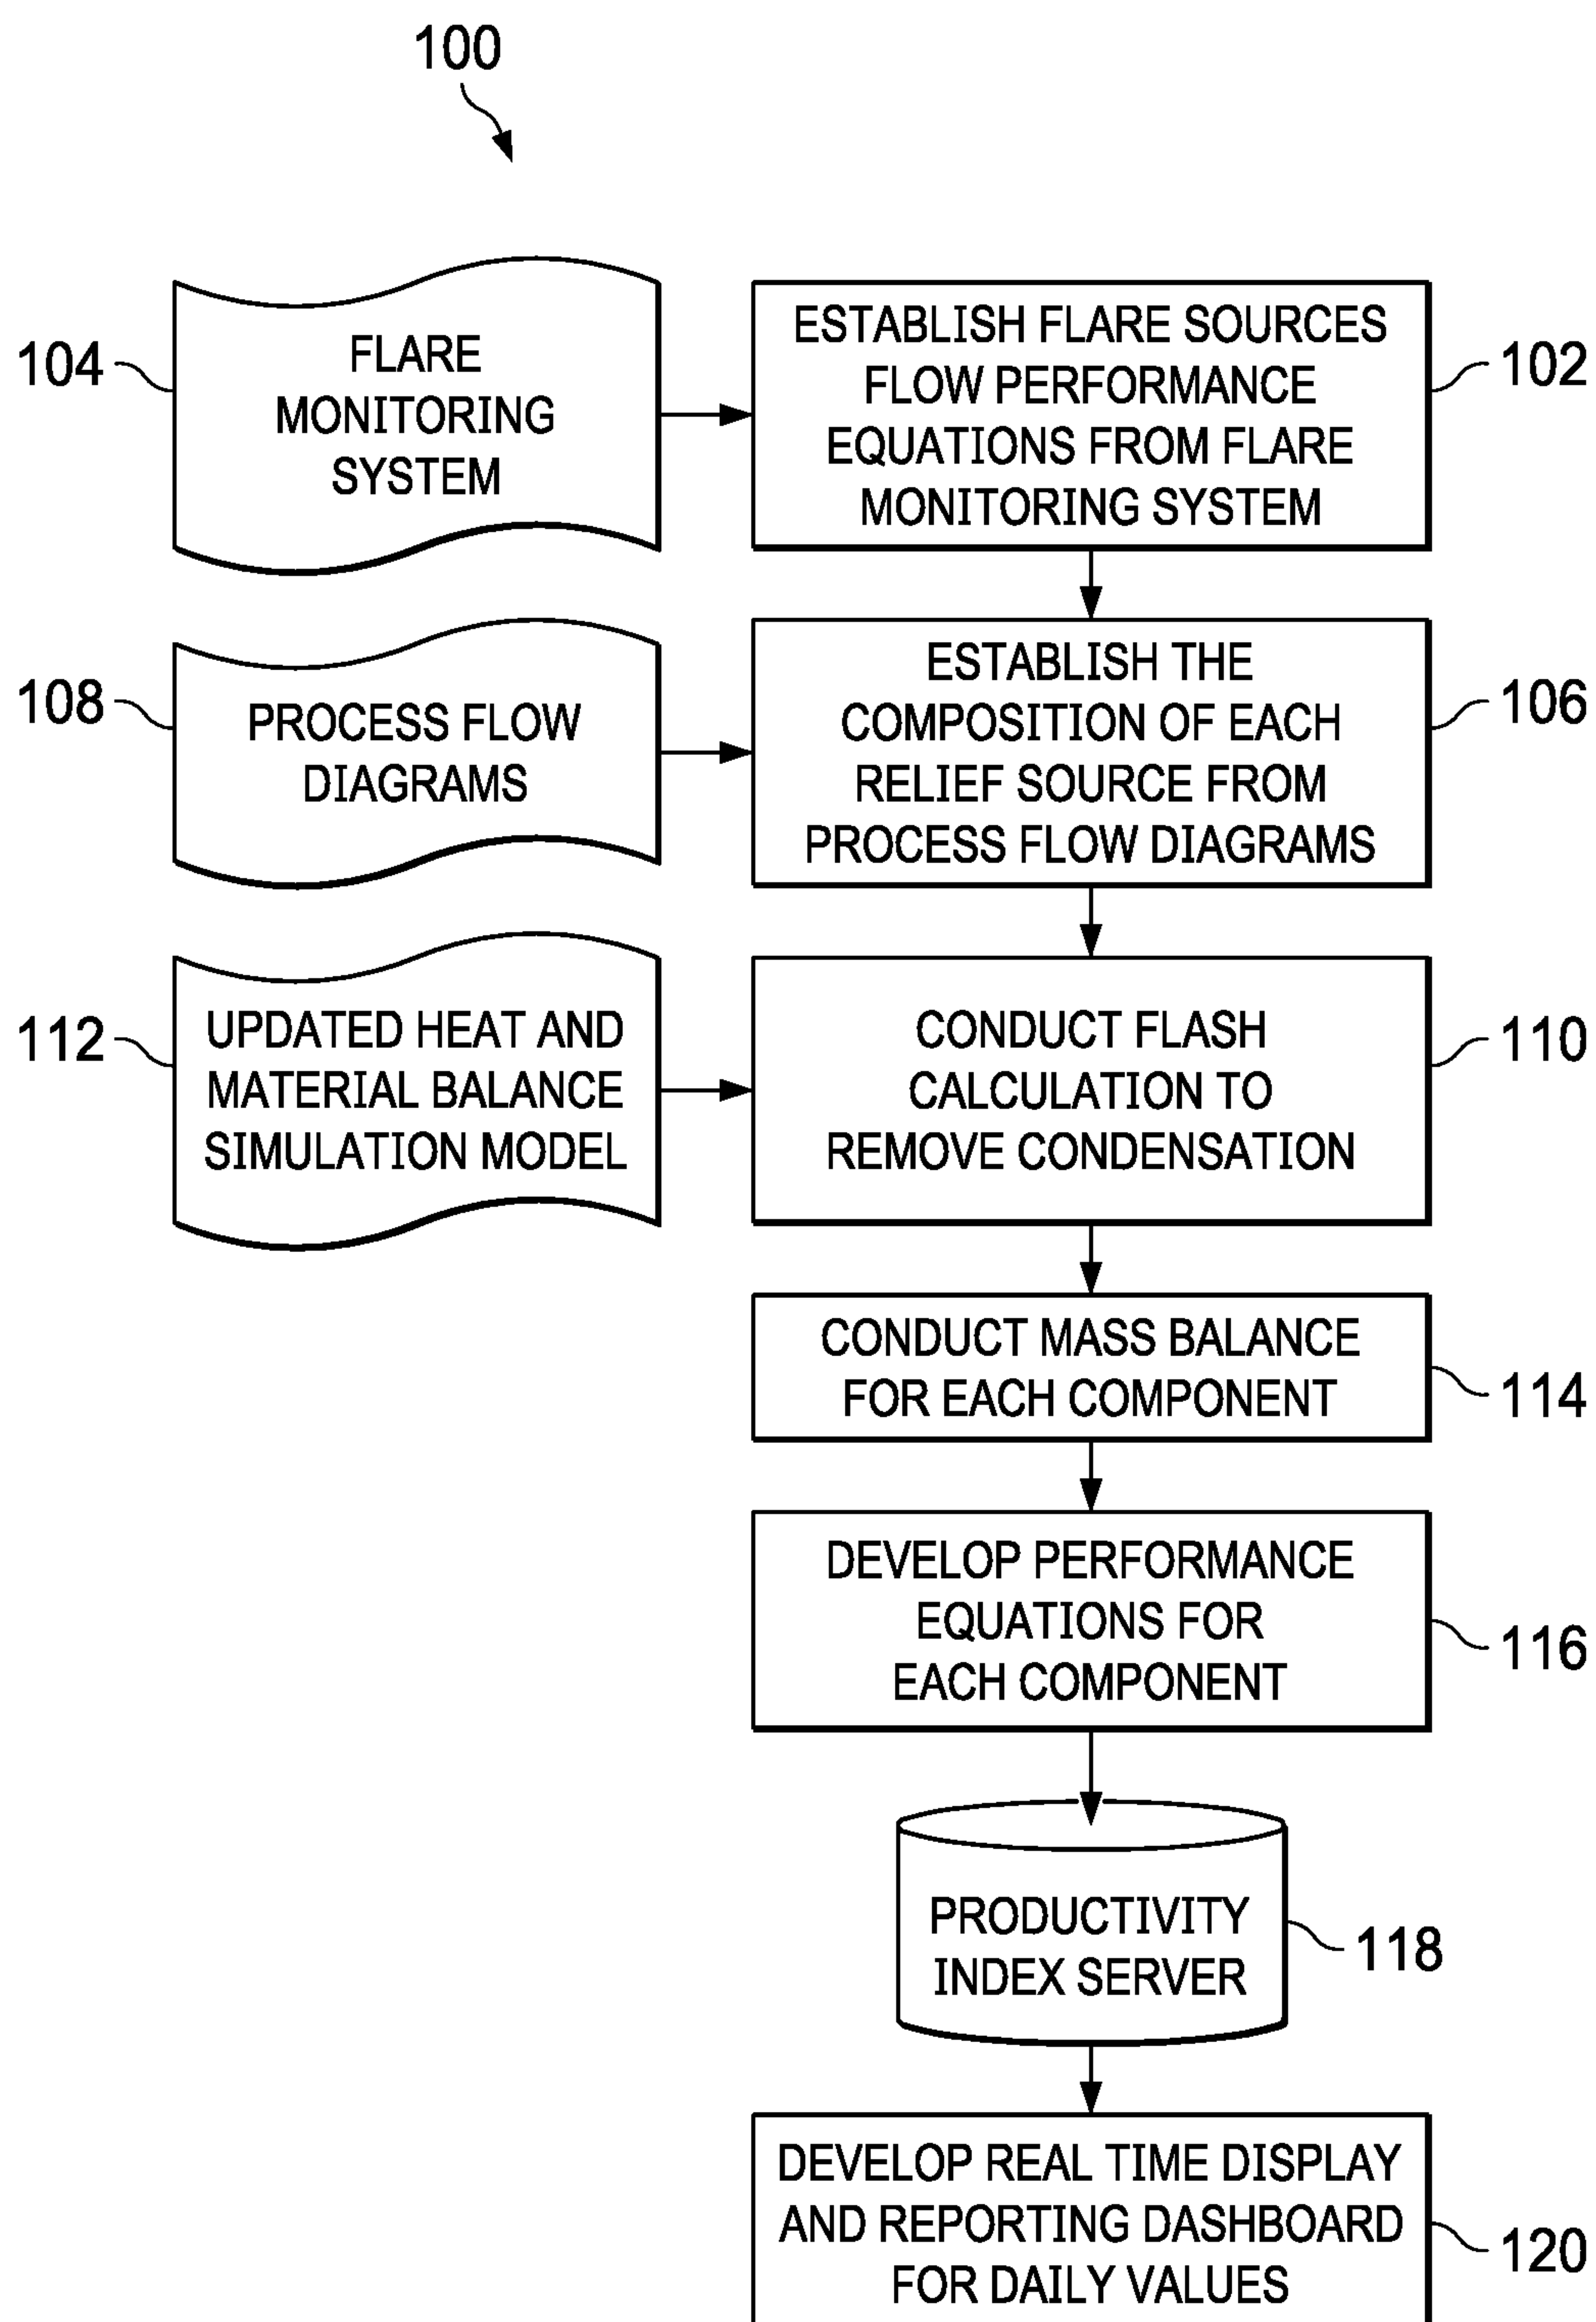 100
104
FLARE
MONITORING
SYSTEM
ESTABLISH FLARE SOURCES
FLOW PERFORMANCE
EQUATIONS FROM FLARE
MONITORING SYSTEM
102
108
PROCESS FLOW
DIAGRAMS
ESTABLISH THE
COMPOSITION OF EACH
RELIEF SOURCE FROM
PROCESS FLOW DIAGRAMS
106
112
UPDATED HEAT AND
MATERIAL BALANCE
SIMULATION MODEL
CONDUCT FLASH
CALCULATION TO
REMOVE CONDENSATION
110
CONDUCT MASS BALANCE
FOR EACH COMPONENT
114
DEVELOP PERFORMANCE
EQUATIONS FOR
EACH COMPONENT
116
PRODUCTIVITY
INDEX SERVER
118
DEVELOP REAL TIME DISPLAY
AND REPORTING DASHBOARD
FOR DAILY VALUES
120